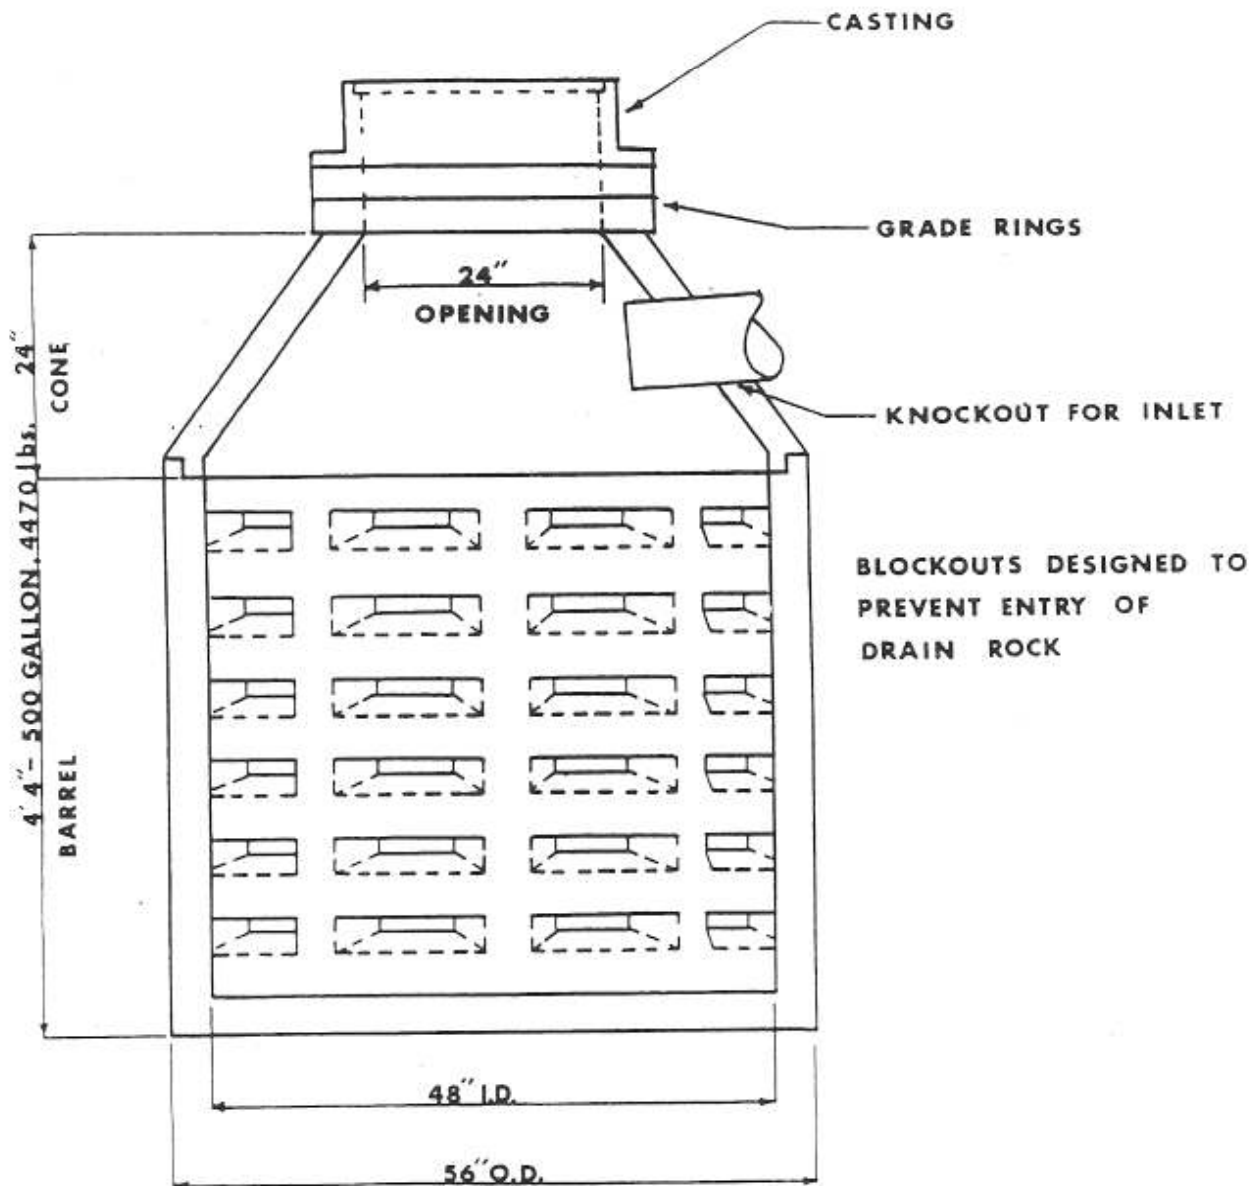 CASTING
GRADE RINGS
24"
OPENING
KNOCKOUT FOR INLET
24"
CONE
BLOCKOUTS DESIGNED TO
PREVENT ENTRY OF
DRAIN ROCK
4'4"- 500 GALLON, 4470 lbs.
BARREL
48" I.D.
56" O.D.